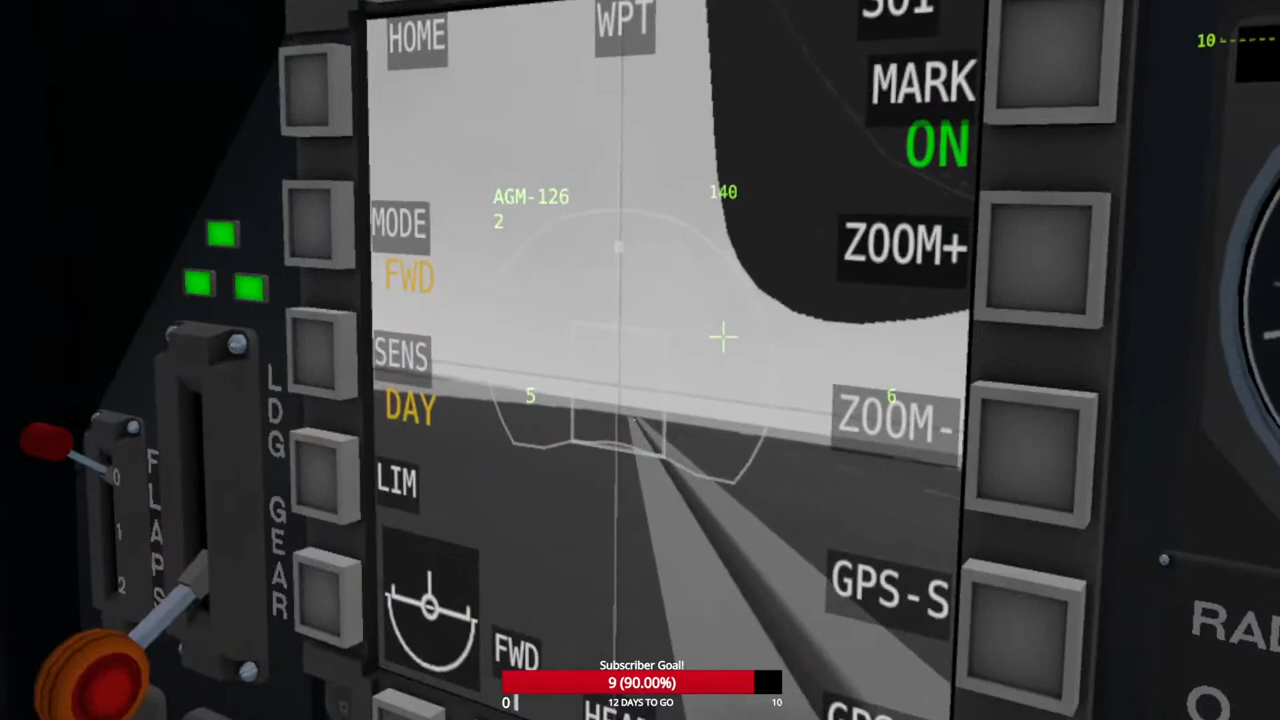 HOME
WPT
SOI
10
MARK
ON
AGM-126
2
140
MODE
FWD
ZOOM+
SENS
DAY
5
6
ZOOM-
LIM
LDG GEAR
FLAPS
0
1
2
GPS-S
FWD
RAD
Subscriber Goal!
9 (90.00%)
0
12 DAYS TO GO
10